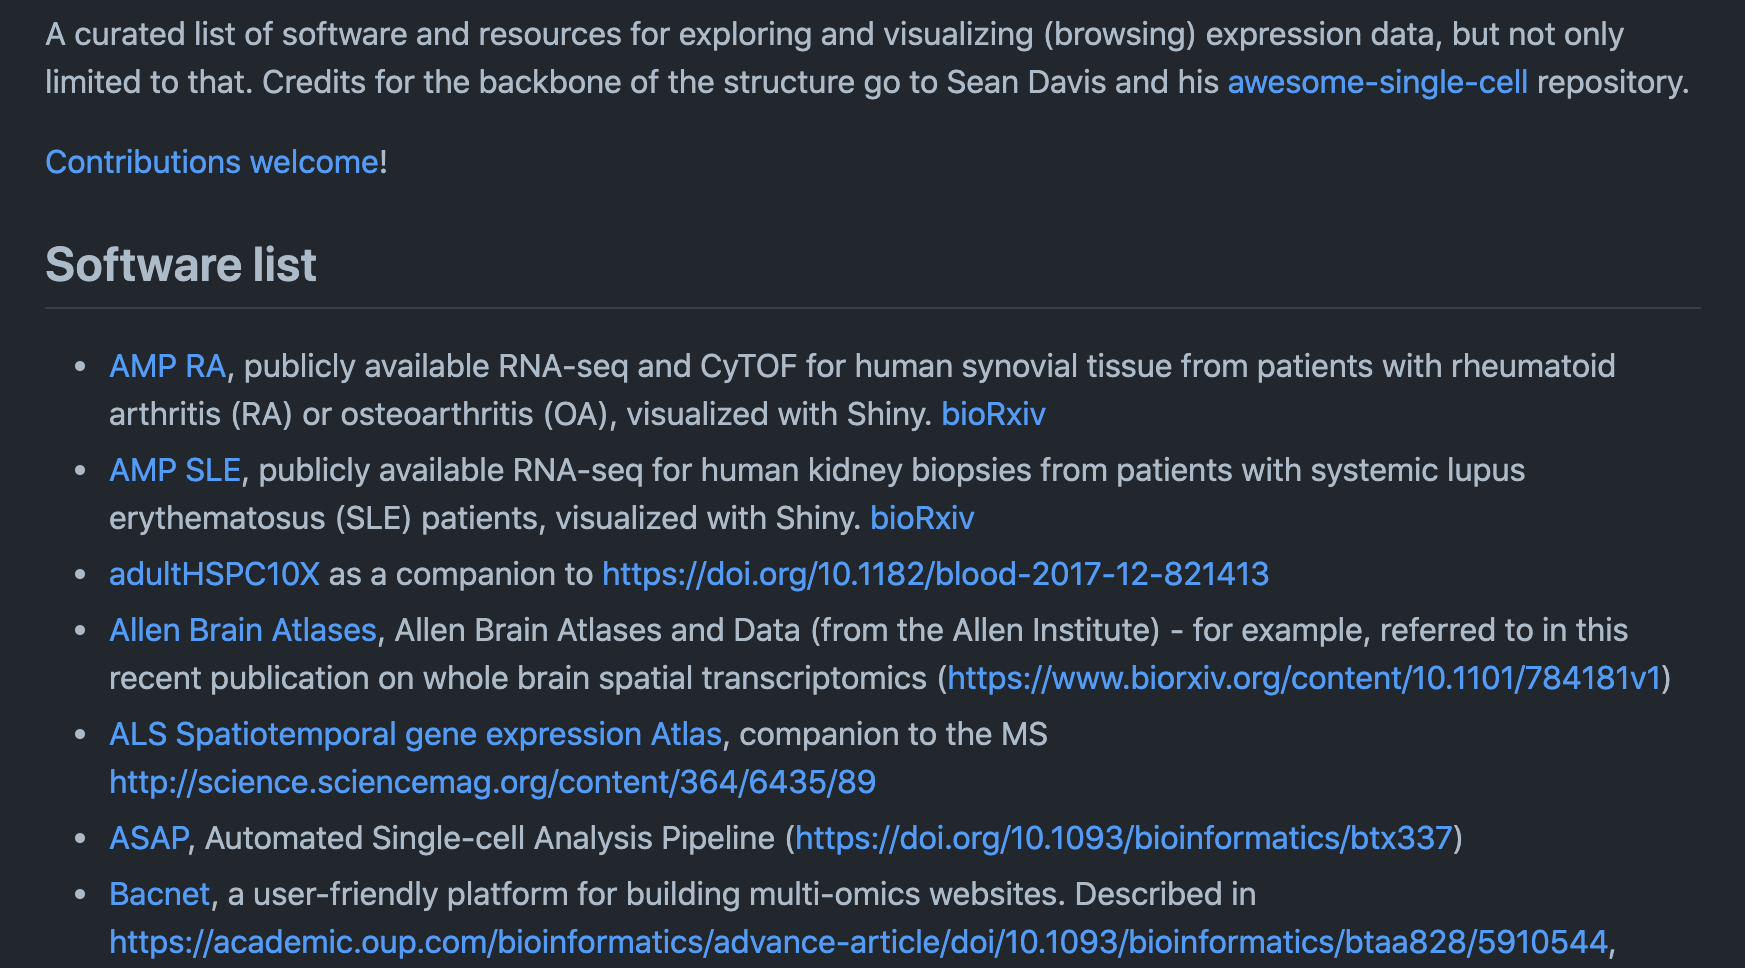 A curated list of software and resources for exploring and visualizing (browsing) expression data, but not only
limited to that. Credits for the backbone of the structure go to Sean Davis and his awesome-single-cell repository.
Contributions welcome!
Software list
• AMP RA, publicly available RNA-seq and CyTOF for human synovial tissue from patients with rheumatoid
arthritis (RA) or osteoarthritis (OA), visualized with Shiny. bioRxiv
• AMP SLE, publicly available RNA-seq for human kidney biopsies from patients with systemic lupus
erythematosus (SLE) patients, visualized with Shiny. bioRxiv
• adultHSPC10X as a companion to https://doi.org/10.1182/blood-2017-12-821413
• Allen Brain Atlases, Allen Brain Atlases and Data (from the Allen Institute) - for example, referred to in this
recent publication on whole brain spatial transcriptomics (https://www.biorxiv.org/content/10.1101/784181v1)
• ALS Spatiotemporal gene expression Atlas, companion to the MS
http://science.sciencemag.org/content/364/6435/89
• ASAP, Automated Single-cell Analysis Pipeline (https://doi.org/10.1093/bioinformatics/btx337)
• Bacnet, a user-friendly platform for building multi-omics websites. Described in
https://academic.oup.com/bioinformatics/advance-article/doi/10.1093/bioinformatics/btaa828/5910544,